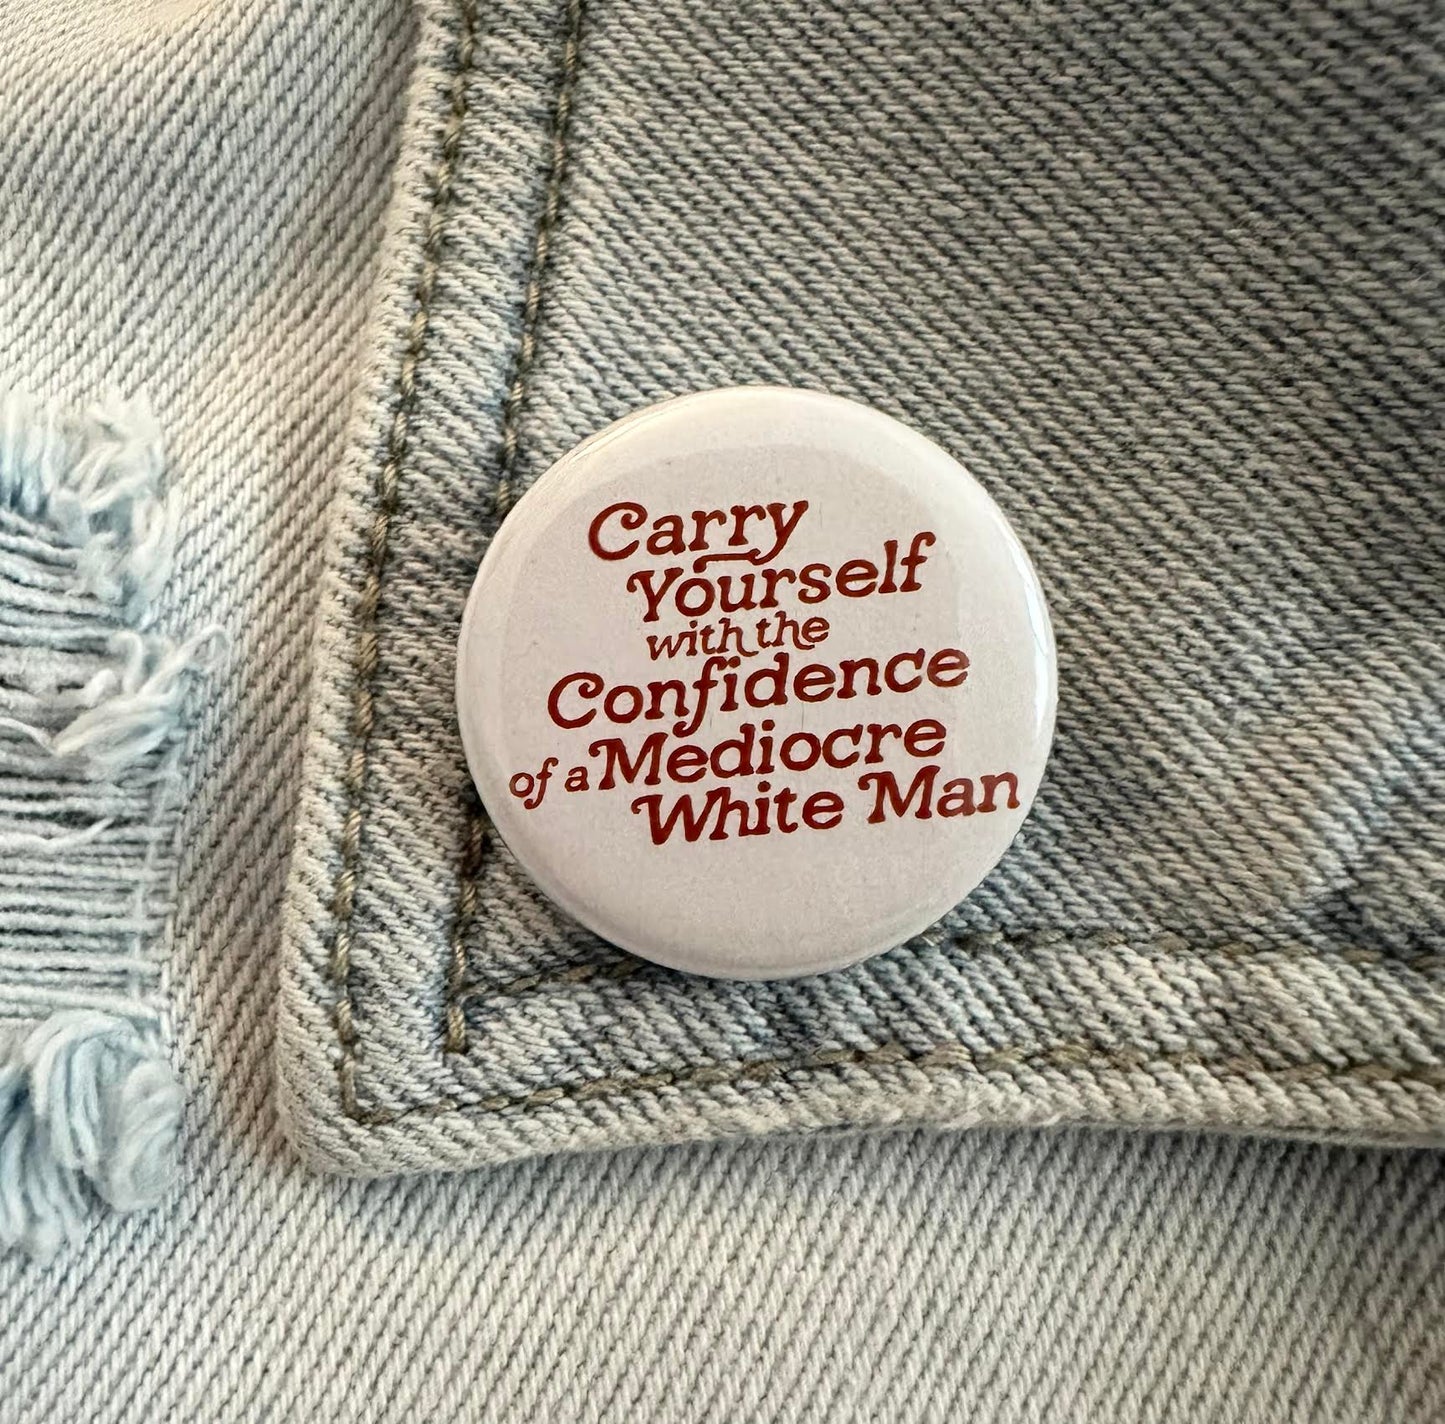 Carry
Yourself
with the
Confidence
of a Mediocre
White Man